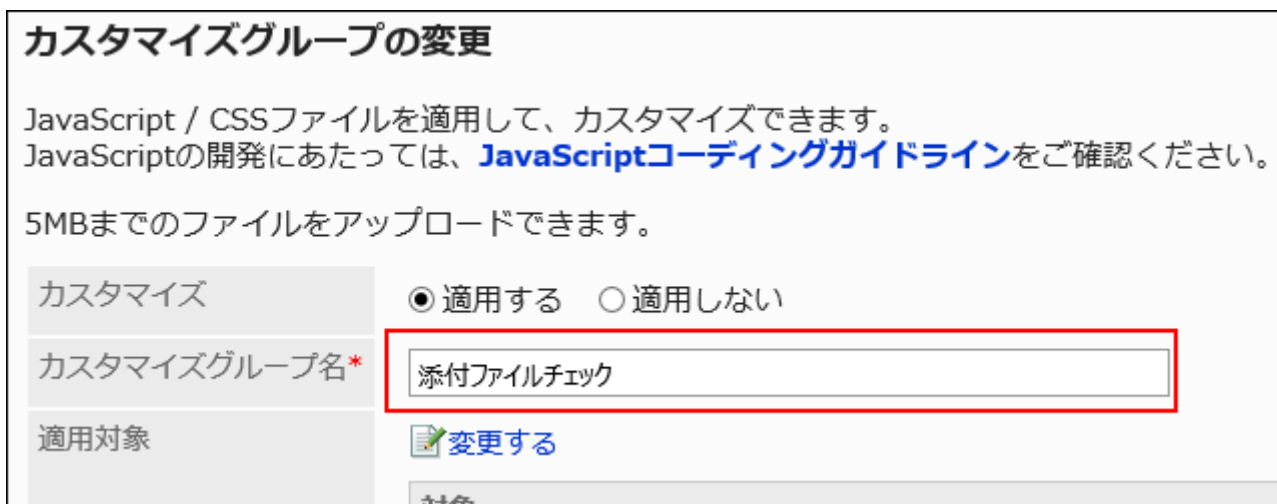 カスタマイズグループの変更
JavaScript / CSSファイルを適用して、カスタマイズできます。
JavaScriptの開発にあたっては、JavaScriptコーディングガイドラインをご確認ください。
5MBまでのファイルをアップロードできます。
カスタマイズ 適用する 適用しない
カスタマイズグループ名* 添付ファイルチェック
適用対象 変更する
対象